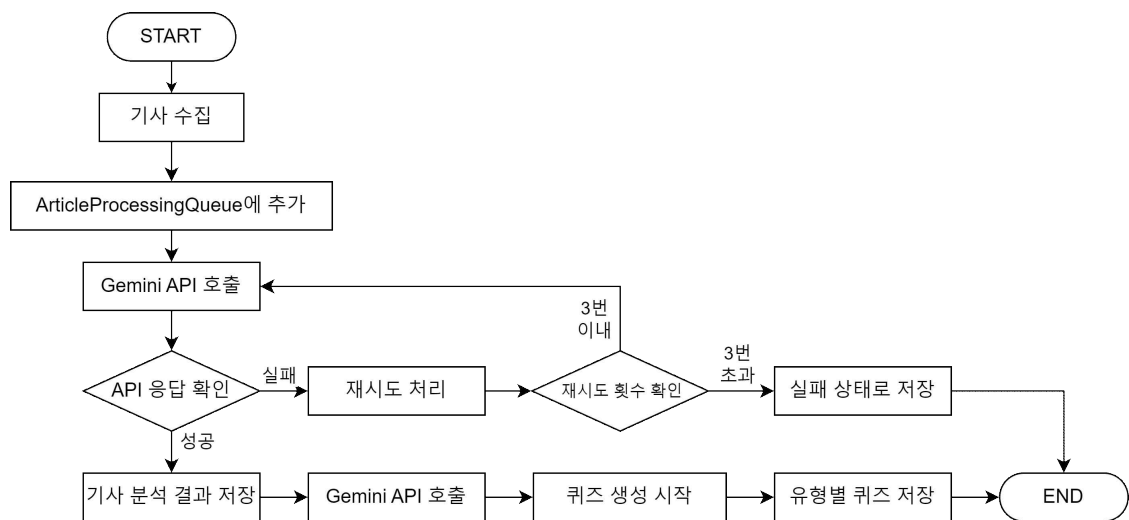 START
기사 수집
ArticleProcessingQueue에 추가
Gemini API 호출
3번
이내
API 응답 확인
실패
재시도 처리
재시도 횟수 확인
3번
초과
실패 상태로 저장
성공
기사 분석 결과 저장
Gemini API 호출
퀴즈 생성 시작
유형별 퀴즈 저장
END